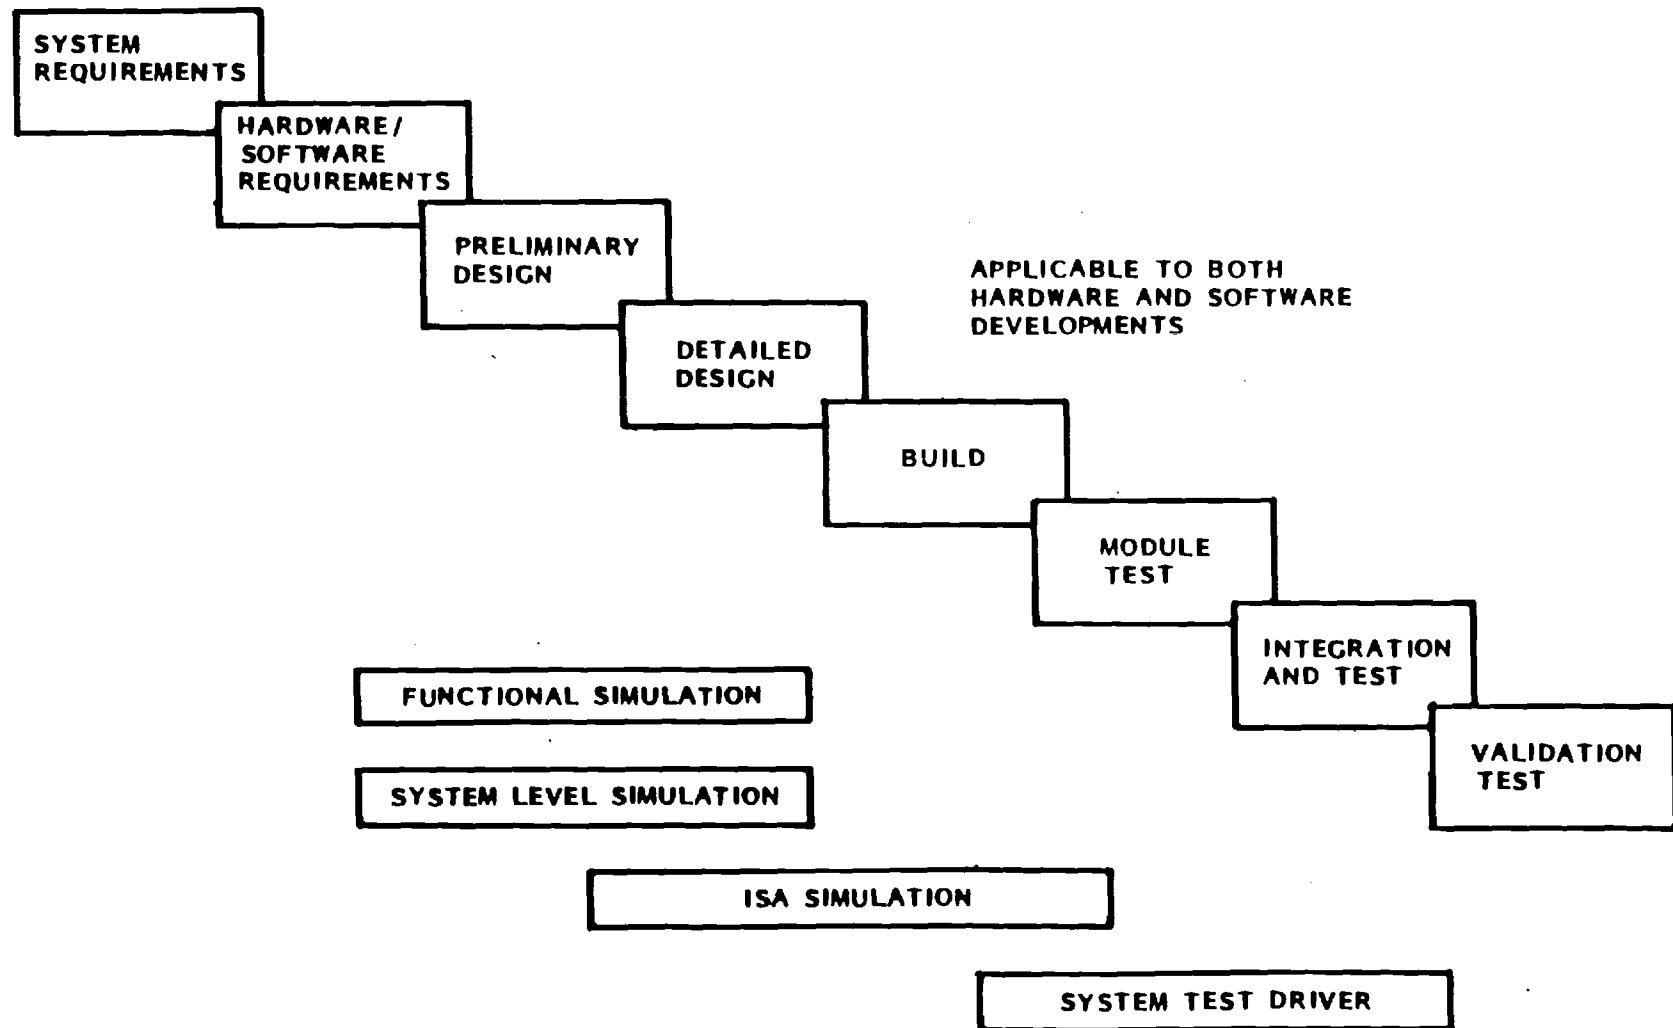 SYSTEM
REQUIREMENTS
HARDWARE/
SOFTWARE
REQUIREMENTS
PRELIMINARY
DESIGN
APPLICABLE TO BOTH
HARDWARE AND SOFTWARE
DEVELOPMENTS
DETAILED
DESIGN
BUILD
MODULE
TEST
INTEGRATION
AND TEST
VALIDATION
TEST
FUNCTIONAL SIMULATION
SYSTEM LEVEL SIMULATION
ISA SIMULATION
SYSTEM TEST DRIVER